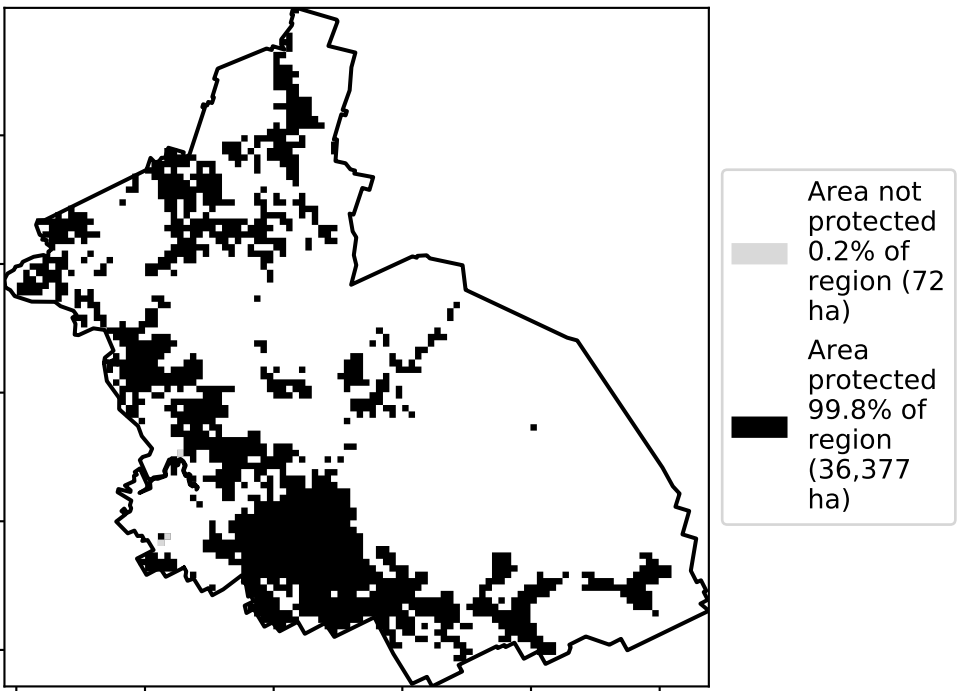 Area not
protected
0.2% of
region (72
ha)
Area
protected
99.8% of
region
(36,377
ha)